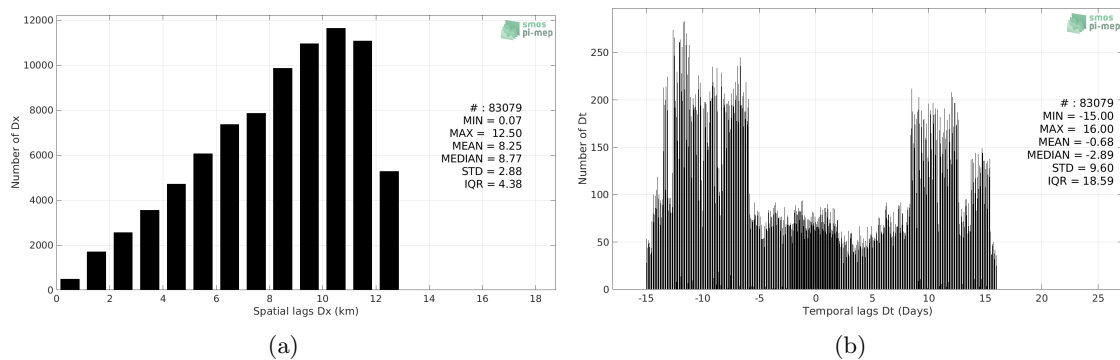 12000
10000
8000
6000
4000
2000
0
Number of Dx
0 2 4 6 8 10 12 14 16 18
Spatial lags Dx (km)
smos
pi-mep
# : 83079
MIN = 0.07
MAX = 12.50
MEAN = 8.25
MEDIAN = 8.77
STD = 2.88
IQR = 4.38
(a)
250
200
150
100
50
0
Number of Dt
-15 -10 -5 0 5 10 15 20 25
Temporal lags Dt (Days)
smos
pi-mep
# : 83079
MIN = -15.00
MAX = 16.00
MEAN = -0.68
MEDIAN = -2.89
STD = 9.60
IQR = 18.59
(b)